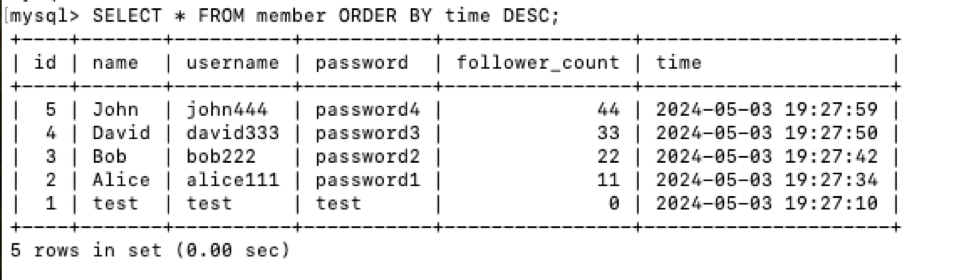 mysql> SELECT * FROM member ORDER BY time DESC;
+----+-------+----------+-----------+----------------+---------------------+
| id | name  | username | password  | follower_count | time                |
+----+-------+----------+-----------+----------------+---------------------+
|  5 | John  | john444  | password4 |             44 | 2024-05-03 19:27:59 |
|  4 | David | david333 | password3 |             33 | 2024-05-03 19:27:50 |
|  3 | Bob   | bob222   | password2 |             22 | 2024-05-03 19:27:42 |
|  2 | Alice | alice111 | password1 |             11 | 2024-05-03 19:27:34 |
|  1 | test  | test     | test      |              0 | 2024-05-03 19:27:10 |
+----+-------+----------+-----------+----------------+---------------------+
5 rows in set (0.00 sec)